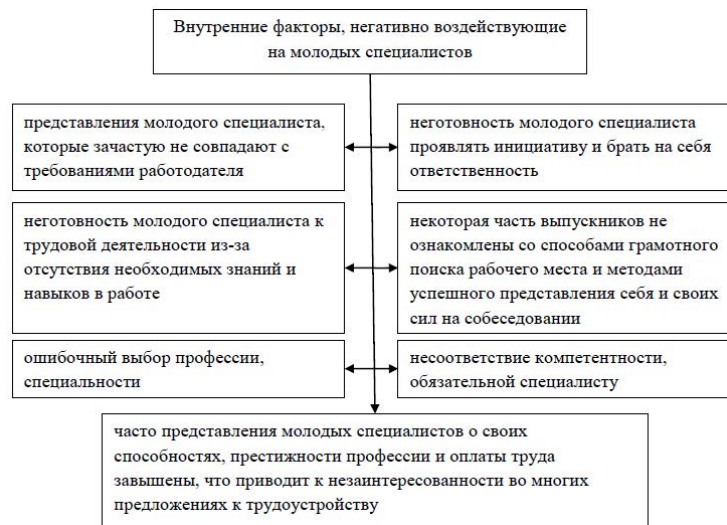 Внутренние факторы, негативно воздействующие
на молодых специалистов
представления молодого специалиста,
которые зачастую не совпадают с
требованиями работодателя
неготовность молодого специалиста
проявлять инициативу и брать на себя
ответственность
неготовность молодого специалиста к
трудовой деятельности из-за
отсутствия необходимых знаний и
навыков в работе
некоторая часть выпускников не
ознакомлены со способами грамотного
поиска рабочего места и методами
успешного представления себя и своих
сил на собеседовании
ошибочный выбор профессии,
специальности
несоответствие компетентности,
обязательной специалисту
часто представления молодых специалистов о своих
способностях, престижности профессии и оплаты труда
завышены, что приводит к незаинтересованности во многих
предложениях к трудоустройству